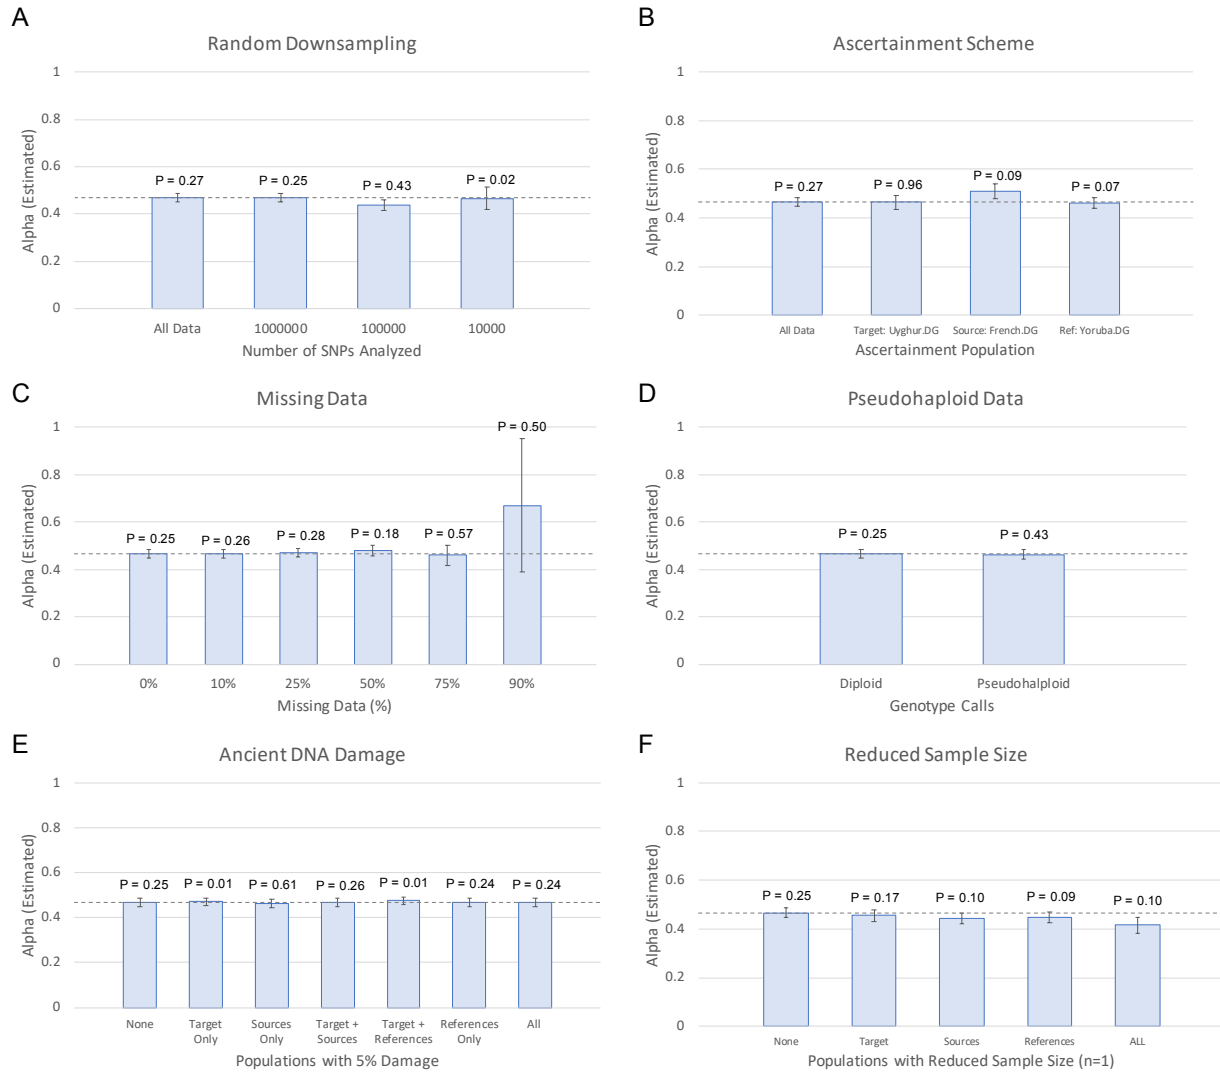 A
Random Downsampling
1
0.8
0.6
0.4
0.2
0
Alpha (Estimated)
P = 0.27
P = 0.25
P = 0.43
P = 0.02
All Data
1000000
100000
10000
Number of SNPs Analyzed
B
Ascertainment Scheme
1
0.8
0.6
0.4
0.2
0
Alpha (Estimated)
P = 0.27
P = 0.96
P = 0.09
P = 0.07
All Data
Target: Uyghur.DG
Source: French.DG
Ref: Yoruba.DG
Ascertainment Population
C
Missing Data
1
0.8
0.6
0.4
0.2
0
Alpha (Estimated)
P = 0.25
P = 0.26
P = 0.28
P = 0.18
P = 0.57
P = 0.50
0%
10%
25%
50%
75%
90%
Missing Data (%)
D
Pseudohaploid Data
1
0.8
0.6
0.4
0.2
0
Alpha (Estimated)
P = 0.25
P = 0.43
Diploid
Pseudohalploid
Genotype Calls
E
Ancient DNA Damage
1
0.8
0.6
0.4
0.2
0
Alpha (Estimated)
P = 0.25
P = 0.01
P = 0.61
P = 0.26
P = 0.01
P = 0.24
P = 0.24
None
Target
Only
Sources
Only
Target +
Sources
Target +
References
References
Only
All
Populations with 5% Damage
F
Reduced Sample Size
1
0.8
0.6
0.4
0.2
0
Alpha (Estimated)
P = 0.25
P = 0.17
P = 0.10
P = 0.09
P = 0.10
None
Target
Sources
References
ALL
Populations with Reduced Sample Size (n=1)